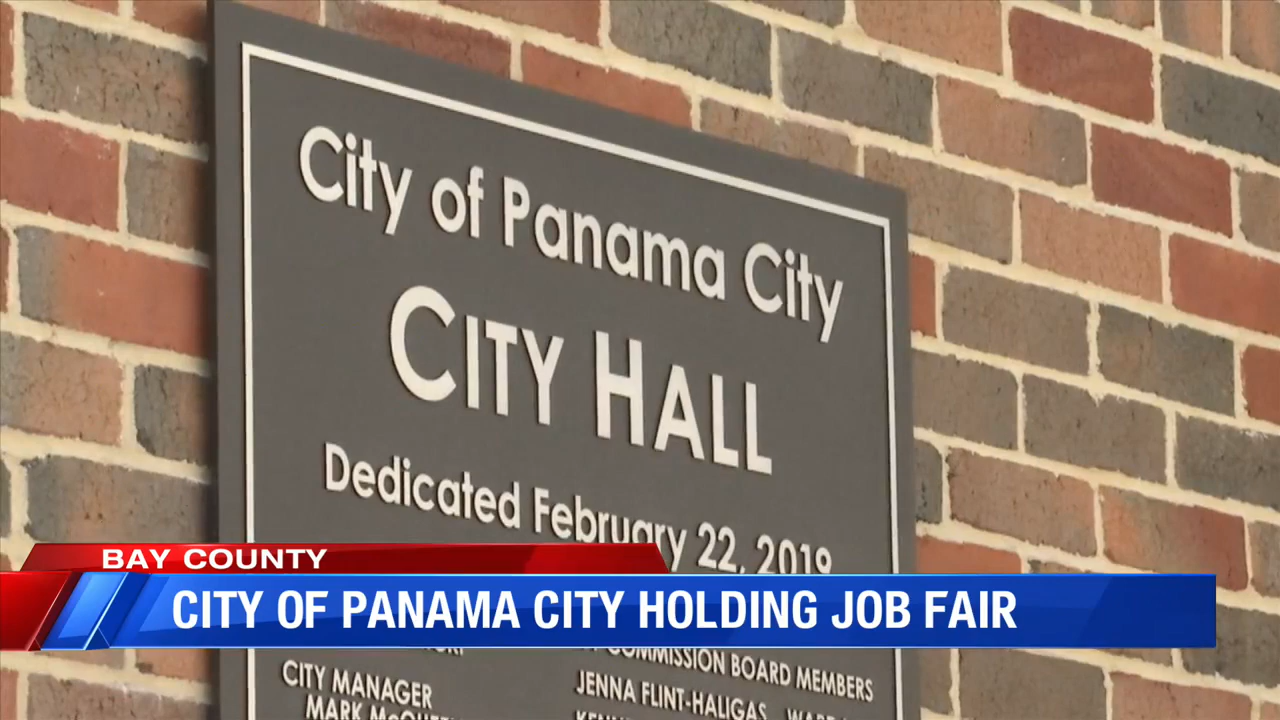 City of Panama City
CITY HALL
Dedicated February 22, 2019
BAY COUNTY
CITY OF PANAMA CITY HOLDING JOB FAIR
COMMISSION BOARD MEMBERS
CITY MANAGER
JENNA FLINT-HALIGAS
MARK